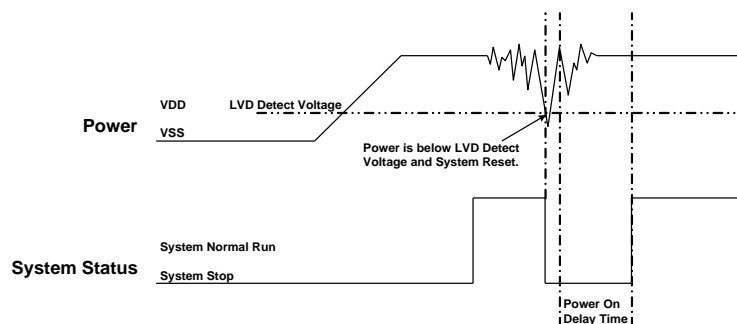 VDD LVD Detect Voltage
Power
VSS
Power is below LVD Detect
Voltage and System Reset.
System Normal Run
System Status
System Stop
Power On
Delay Time